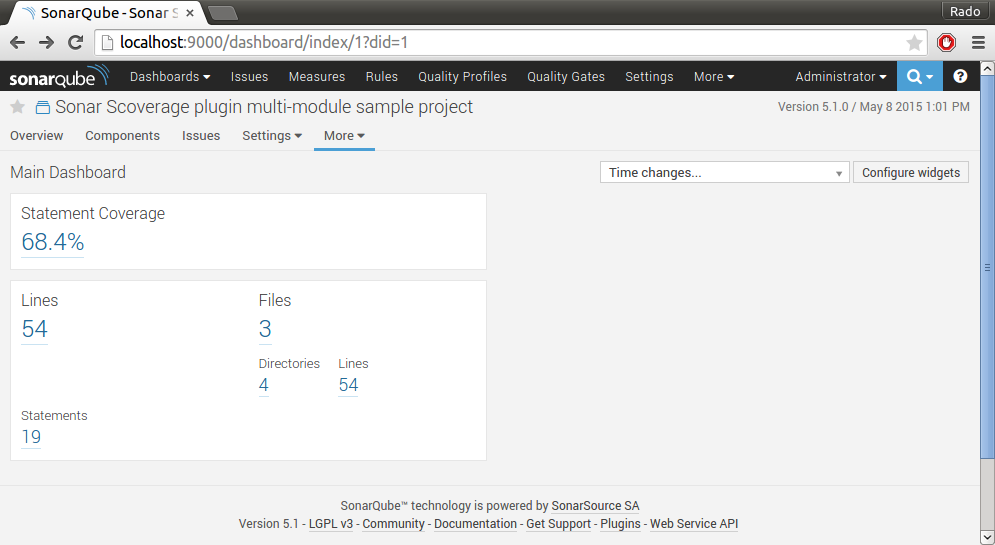 SonarQube - Sonar S
Rado
localhost:9000/dashboard/index/1?did=1
sonarqube Dashboards Issues Measures Rules Quality Profiles Quality Gates Settings More Administrator ?
Sonar Scoverage plugin multi-module sample project Version 5.1.0 / May 8 2015 1:01 PM
Overview Components Issues Settings More
Main Dashboard Time changes... Configure widgets
Statement Coverage
68.4%
Lines Files
54 3
Directories Lines
4 54
Statements
19
SonarQube™ technology is powered by SonarSource SA
Version 5.1 - LGPL v3 - Community - Documentation - Get Support - Plugins - Web Service API